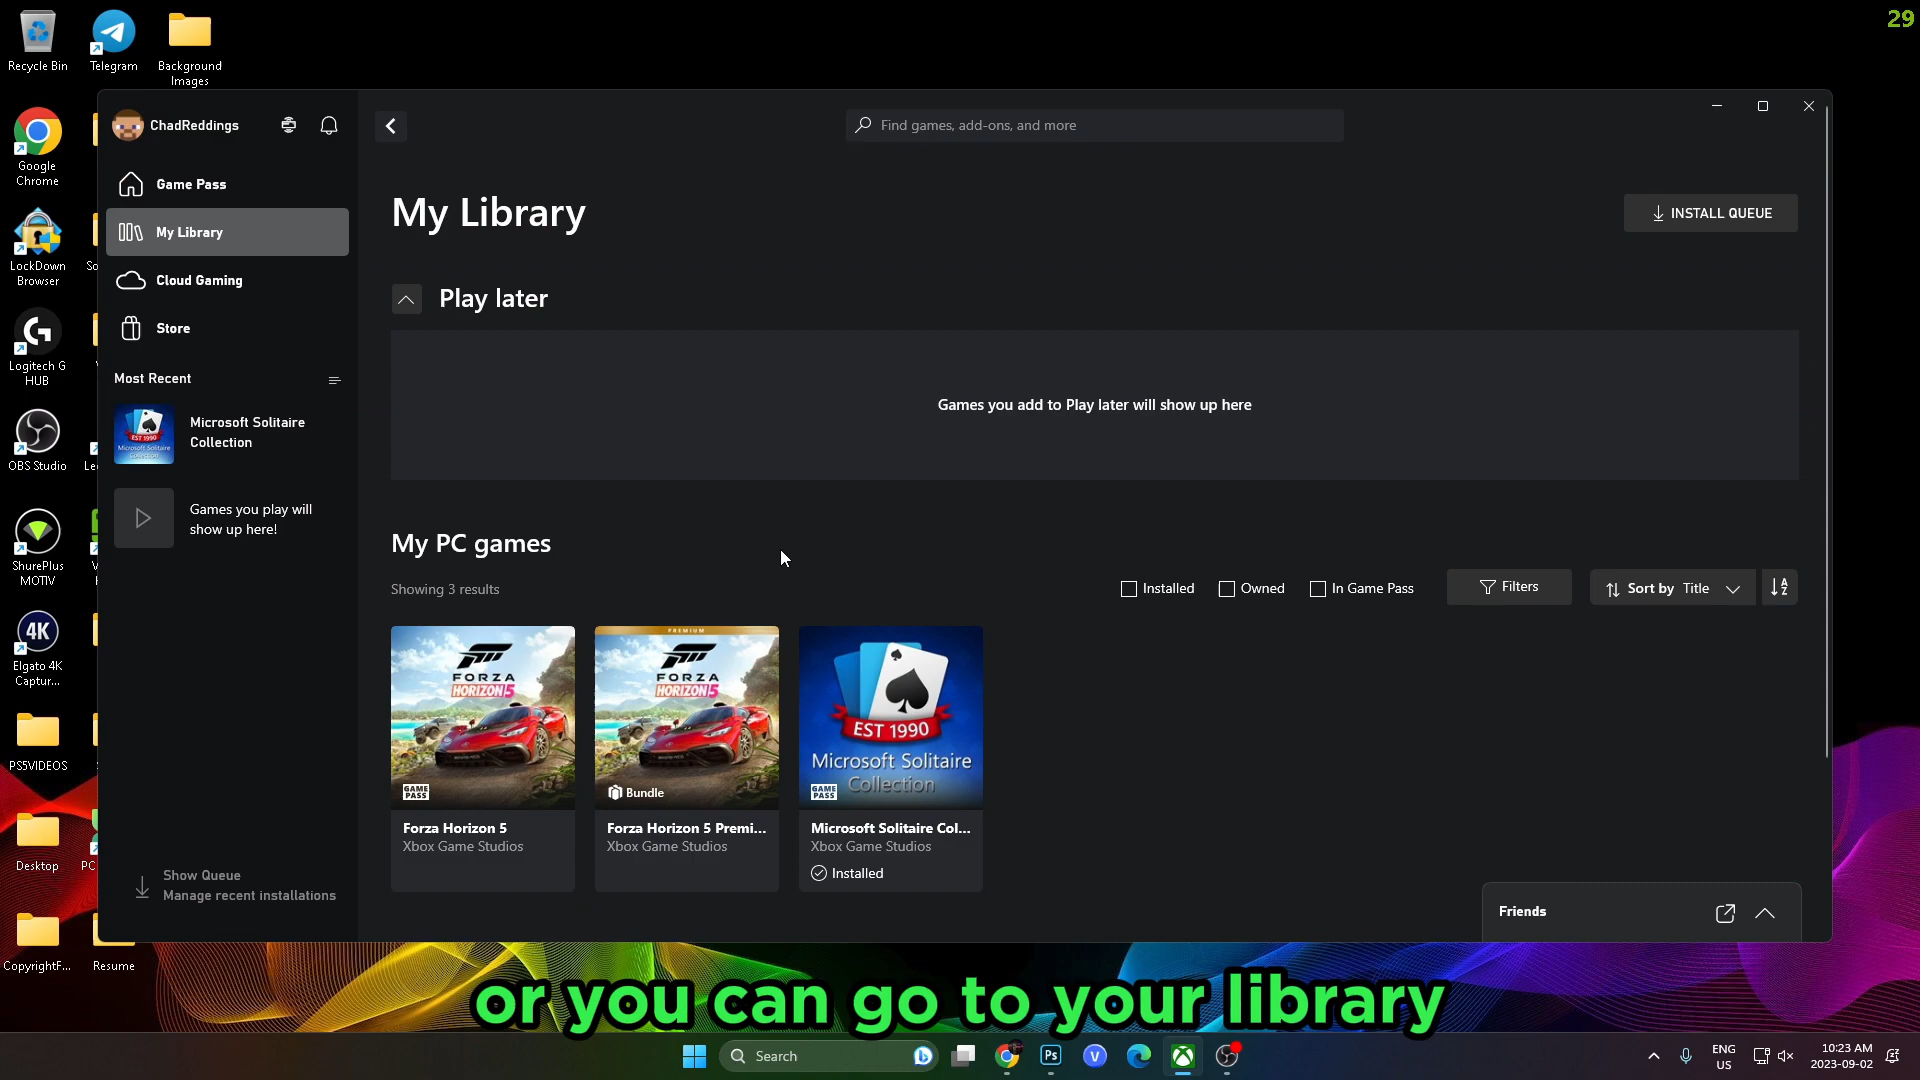 29
Recycle Bin
Telegram
Background
Images
Google
Chrome
LockDown
Browser
Logitech G
HUB
OBS Studio
ShurePlus
MOTIV
4K
Elgato 4K
Captur...
PS5VIDEOS
Desktop
CopyrightF...
Resume
ChadReddings
Game Pass
My Library
Cloud Gaming
Store
Most Recent
EST 1990
Microsoft Solitaire
Collection
Microsoft Solitaire
Collection
Games you play will
show up here!
Show Queue
Manage recent installations
Find games, add-ons, and more
My Library
INSTALL QUEUE
Play later
Games you add to Play later will show up here
My PC games
Showing 3 results
Installed
Owned
In Game Pass
Filters
Sort by Title
A
Z
FORZA
HORIZON 5
GAME
PASS
Forza Horizon 5
Xbox Game Studios
PREMIUM
FORZA
HORIZON 5
Bundle
Forza Horizon 5 Premi...
Xbox Game Studios
EST 1990
Microsoft Solitaire
Collection
GAME
PASS
Microsoft Solitaire Col...
Xbox Game Studios
Installed
Friends
or you can go to your library
Search
Ps
V
ENG
US
10:23 AM
2023-09-02